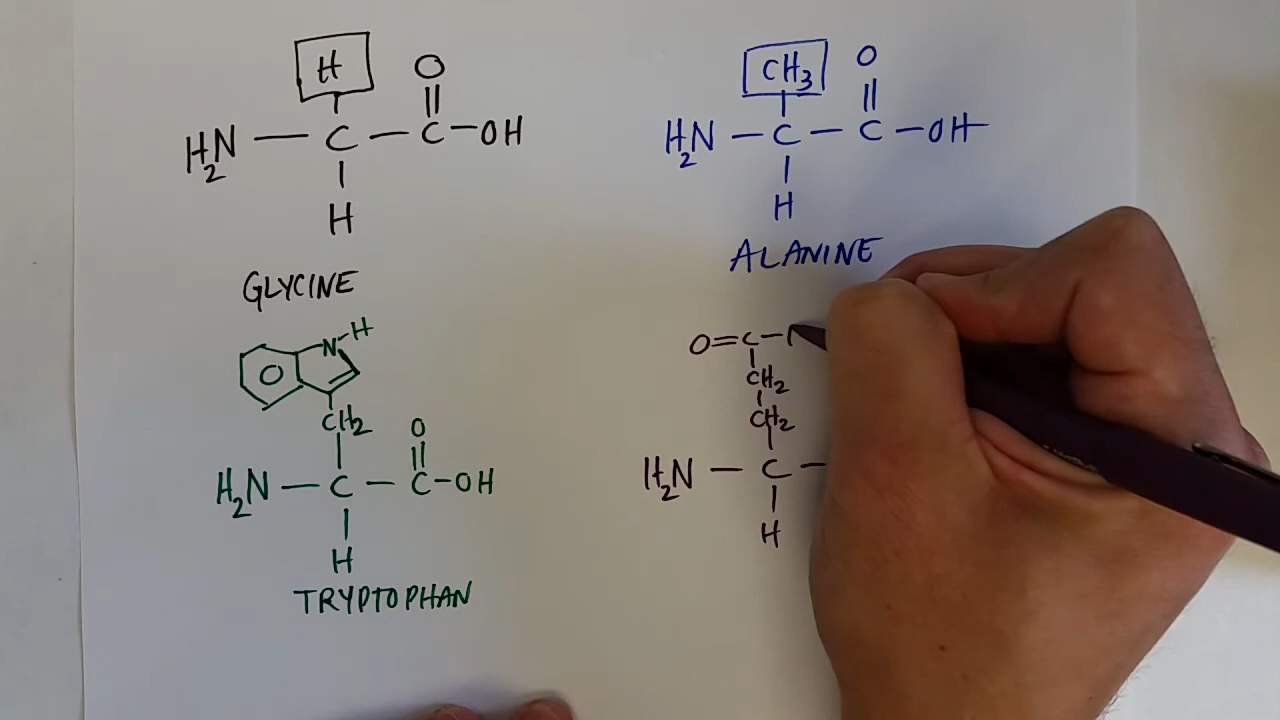 H
O
H₂N — C — C — OH
H
GLYCINE
CH₃
O
H₂N — C — C — OH
H
ALANINE
N — H
CH₂
O
H₂N — C — C — OH
H
TRYPTOPHAN
O=C—
CH₂
CH₂
H₂N — C —
H